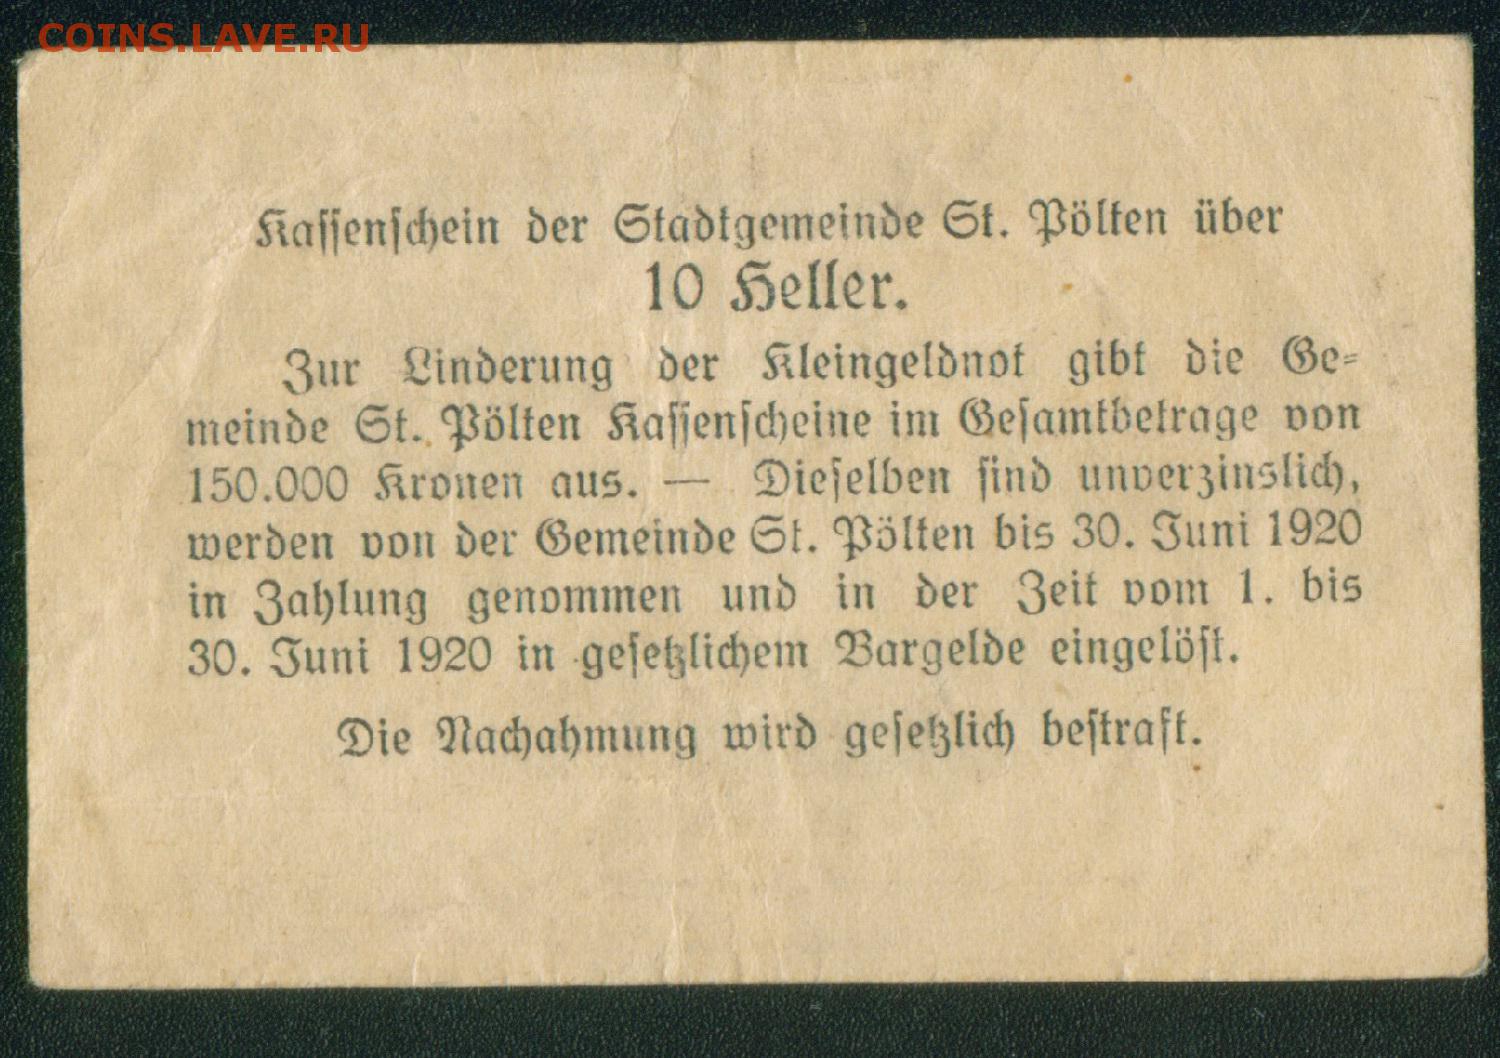 COINS.LAVE.RU
Kassenschein der Stadtgemeinde St. Pölten über
10 Heller.
Zur Linderung der Kleingeldnot gibt die Ge-
meinde St. Pölten Kassenscheine im Gesamtbetrage von
150.000 Kronen aus. — Dieselben sind unverzinslich,
werden von der Gemeinde St. Pölten bis 30. Juni 1920
in Zahlung genommen und in der Zeit vom 1. bis
30. Juni 1920 in gesetzlichem Bargelde eingelöst.
Die Nachahmung wird gesetzlich bestraft.